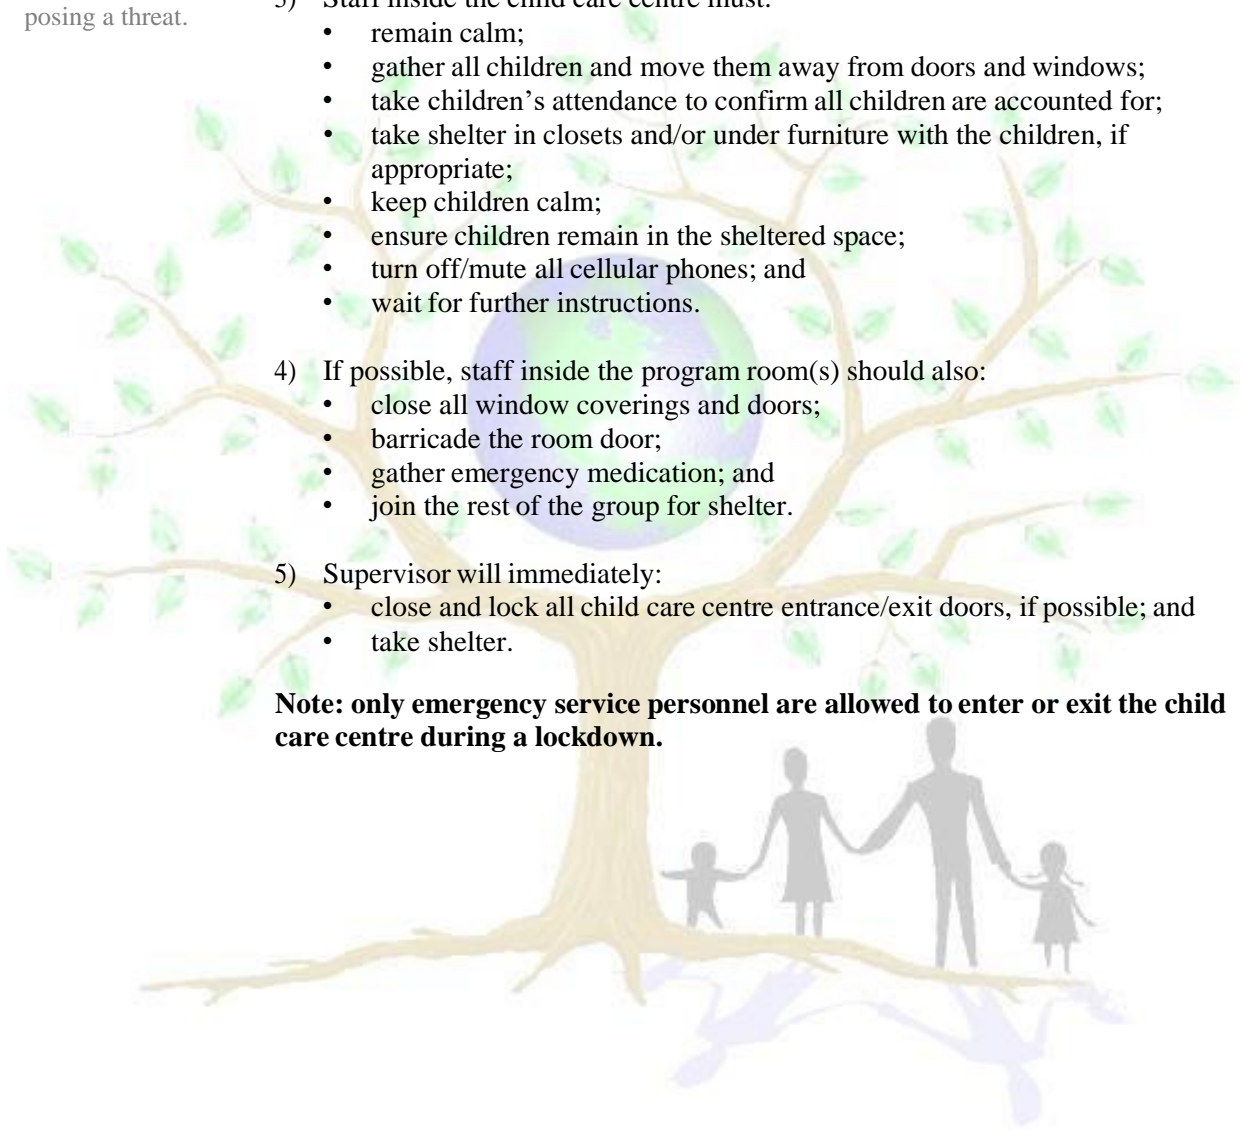 posing a threat.
3) Staff inside the child care centre must:
• remain calm;
• gather all children and move them away from doors and windows;
• take children’s attendance to confirm all children are accounted for;
• take shelter in closets and/or under furniture with the children, if
appropriate;
• keep children calm;
• ensure children remain in the sheltered space;
• turn off/mute all cellular phones; and
• wait for further instructions.
4) If possible, staff inside the program room(s) should also:
• close all window coverings and doors;
• barricade the room door;
• gather emergency medication; and
• join the rest of the group for shelter.
5) Supervisor will immediately:
• close and lock all child care centre entrance/exit doors, if possible; and
• take shelter.
Note: only emergency service personnel are allowed to enter or exit the child
care centre during a lockdown.